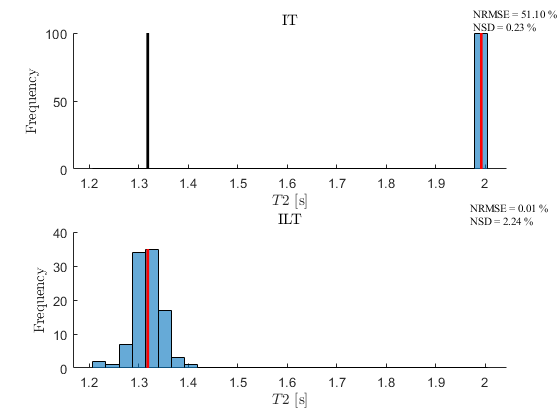 IT
NRMSE = 51.10 %
NSD = 0.23 %
Frequency
100
50
0
1.2 1.3 1.4 1.5 1.6 1.7 1.8 1.9 2
T2 [s]
ILT
NRMSE = 0.01 %
NSD = 2.24 %
Frequency
40
30
20
10
0
1.2 1.3 1.4 1.5 1.6 1.7 1.8 1.9 2
T2 [s]